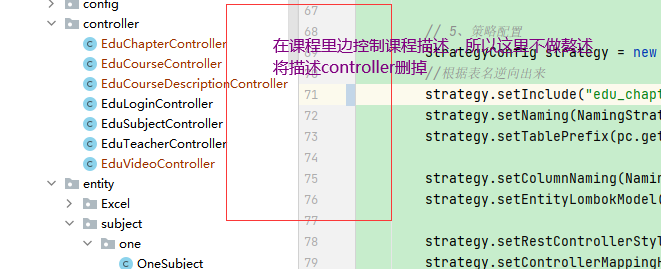 config
controller
EduChapterController
EduCourseController
EduCourseDescriptionController
EduLoginController
EduSubjectController
EduTeacherController
EduVideoController
entity
Excel
subject
one
OneSubject
在课程里边控制课程描述，所以这里不做赘述
将描述controller删掉
67
68 // 5、策略配置
69 StrategyConfig strategy = new
70 //根据表名逆向出来
71 strategy.setInclude("edu_chapt
72 strategy.setNaming(NamingStrat
73 strategy.setTablePrefix(pc.get
74
75 strategy.setColumnNaming(Namin
76 strategy.setEntityLombokModel(
77
78 strategy.setRestControllerStyl
79 strategy.setControllerMappingH